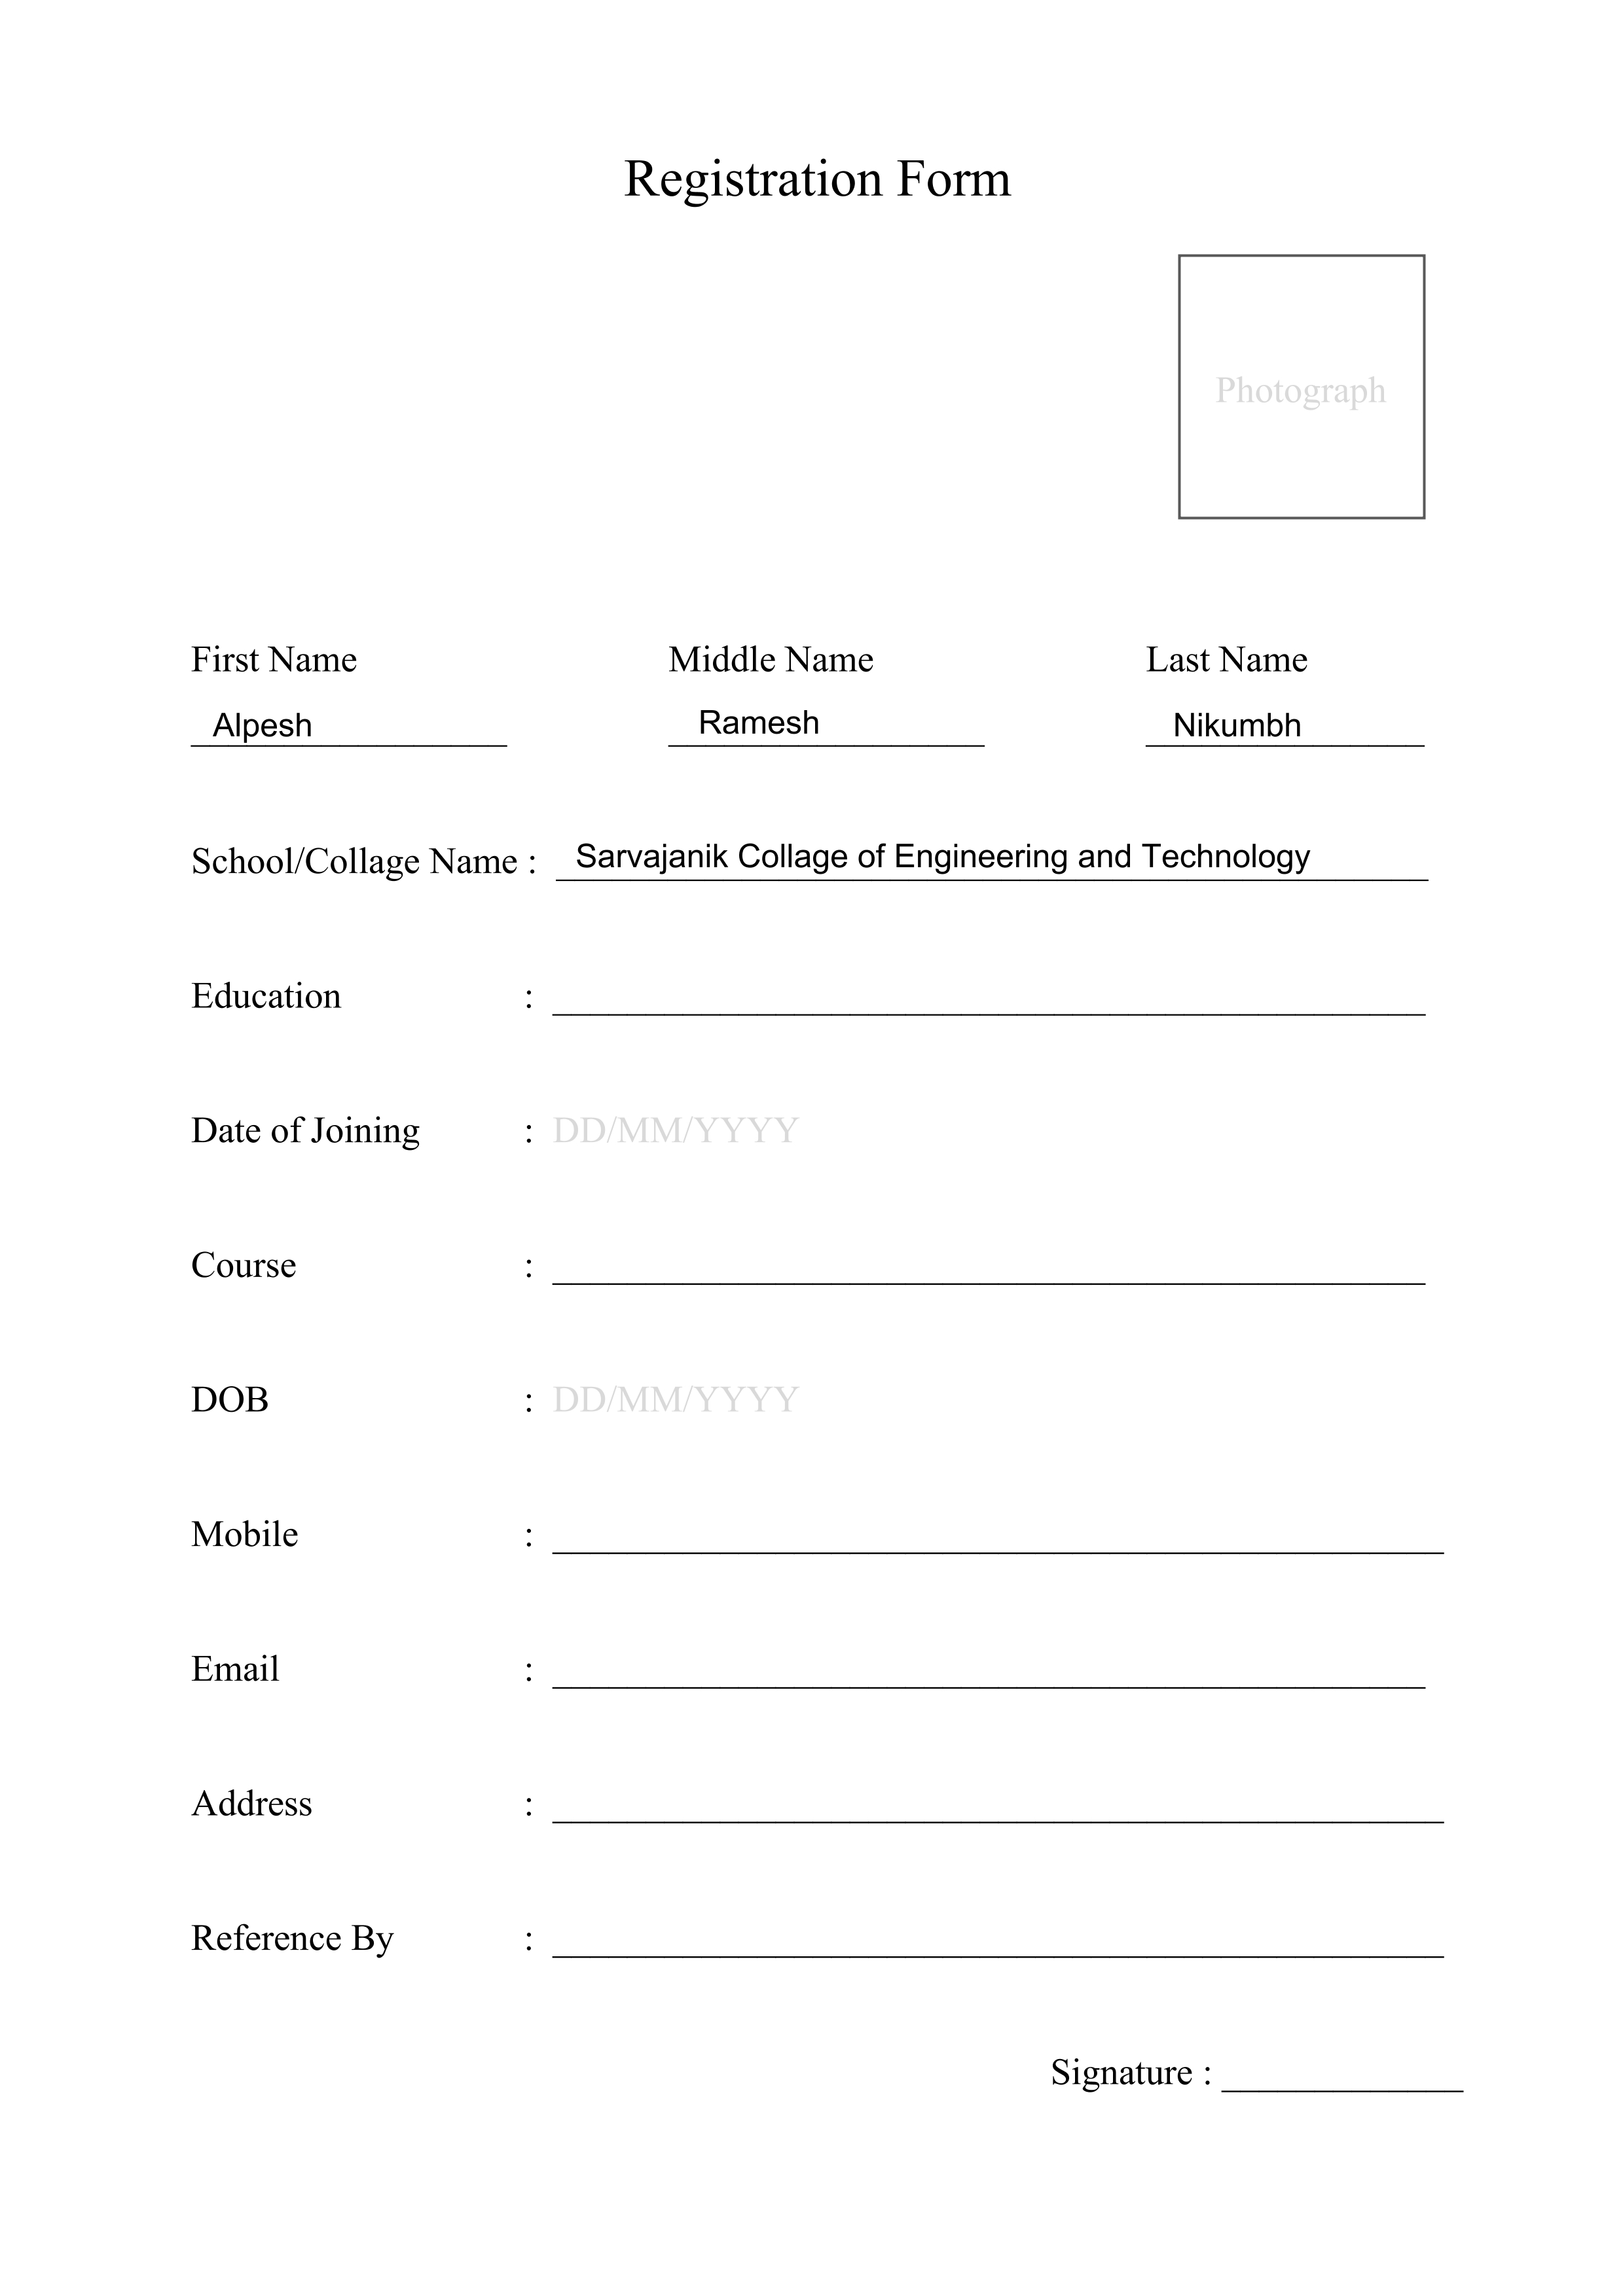 Registration Form
Photograph
First Name Middle Name Last Name
Alpesh Ramesh Nikumbh
School/Collage Name : Sarvajanik Collage of Engineering and Technology
Education :
Date of Joining : DD/MM/YYYY
Course :
DOB : DD/MM/YYYY
Mobile :
Email :
Address :
Reference By :
Signature :